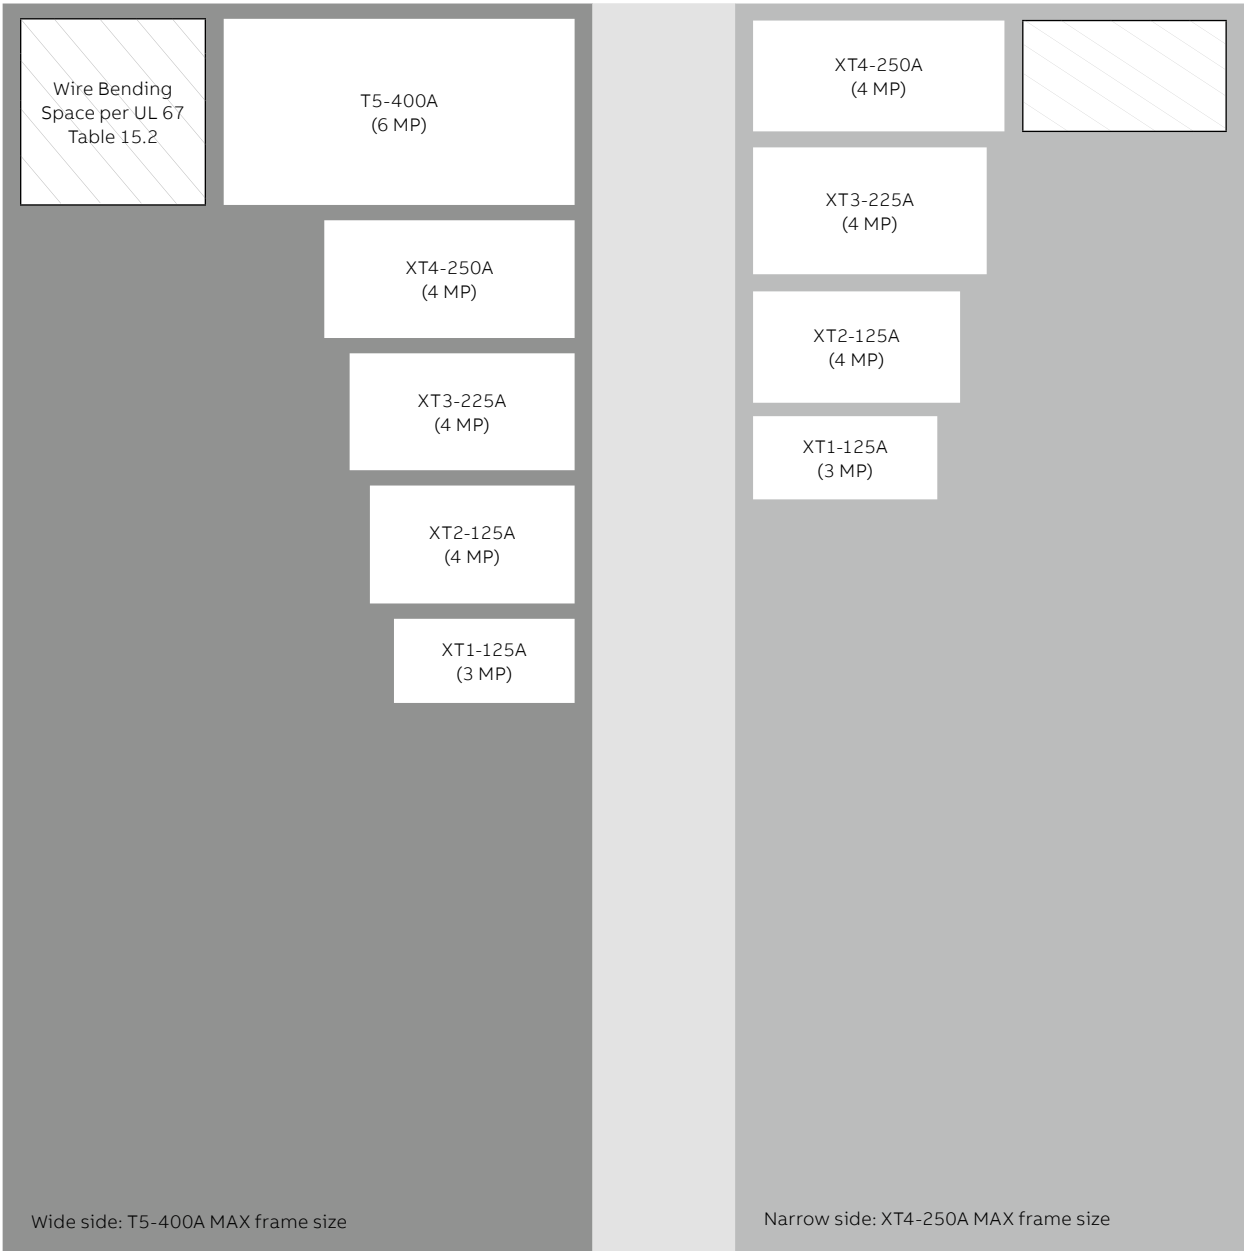 Wire Bending
Space per UL 67
Table 15.2
T5-400A
(6 MP)
XT4-250A
(4 MP)
XT3-225A
(4 MP)
XT2-125A
(4 MP)
XT1-125A
(3 MP)
Wide side: T5-400A MAX frame size
XT4-250A
(4 MP)
XT3-225A
(4 MP)
XT2-125A
(4 MP)
XT1-125A
(3 MP)
Narrow side: XT4-250A MAX frame size